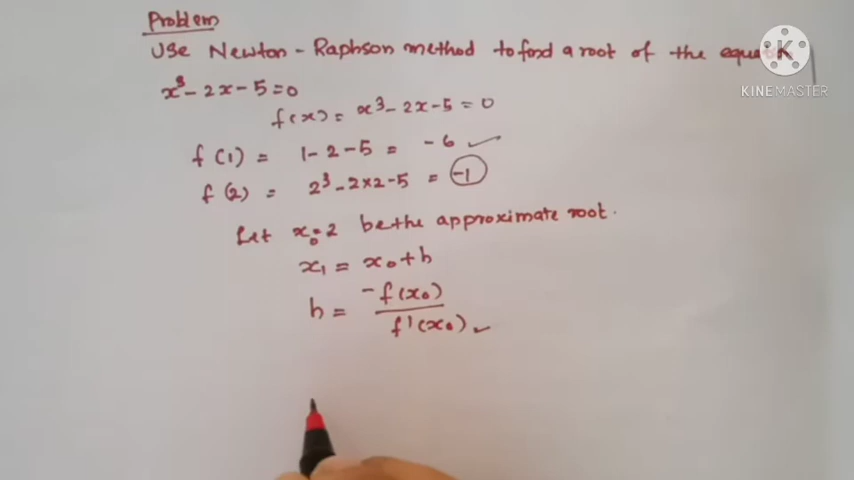 Problem
Use Newton-Raphson method to find a root of the
x³-2x-5=0
f(x) = x³-2x-5=0
f(1) = 1-2-5 = -6 ✓
f(2) = 2³-2×2-5 = -1
Let x₀=2 be the approximate root.
x₁ = x₀+h
h = -f(x₀)/f'(x₀) ✓
K
KINEMASTER